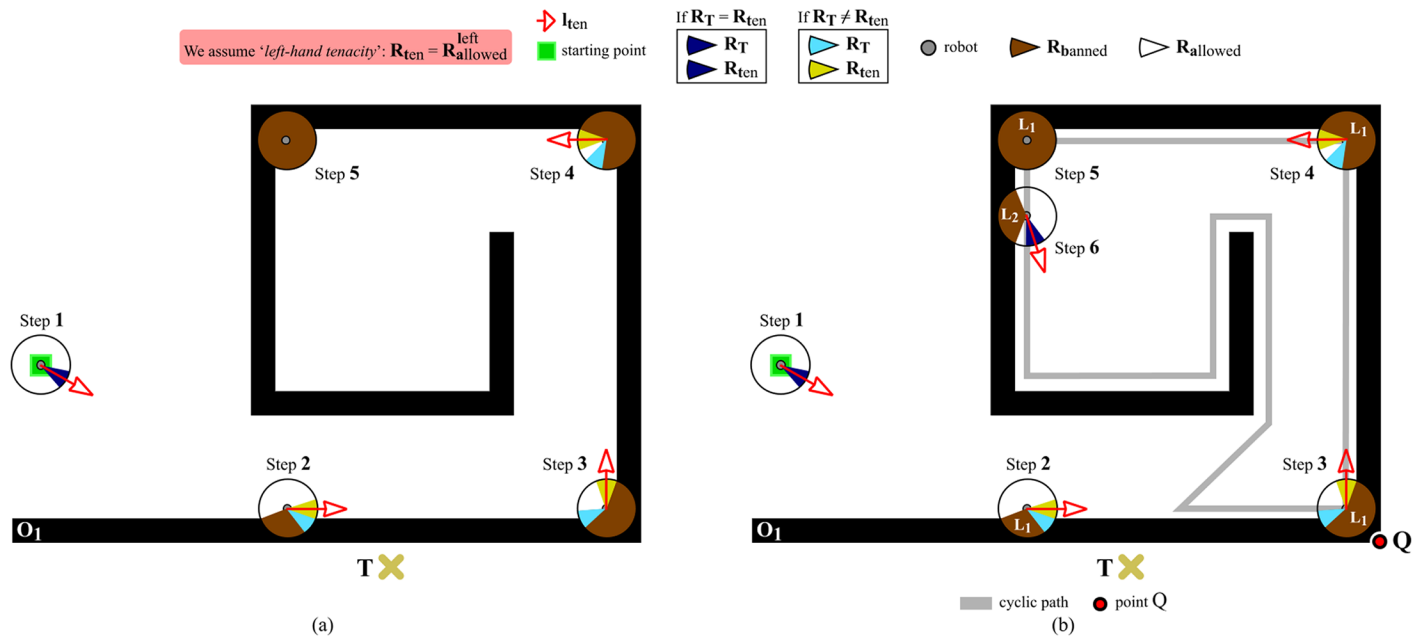 We assume ‘left-hand tenacity’: Rten = Rallowed left
lten
starting point
If RT = Rten
RT
Rten
If RT ≠ Rten
RT
Rten
robot
Rbanned
Rallowed
Step 5
Step 4
Step 1
Step 2
Step 3
O1
T
(a)
L1
L1
Step 5
Step 4
L2
Step 6
Step 1
Step 2
Step 3
L1
L1
O1
Q
T
cyclic path
point Q
(b)